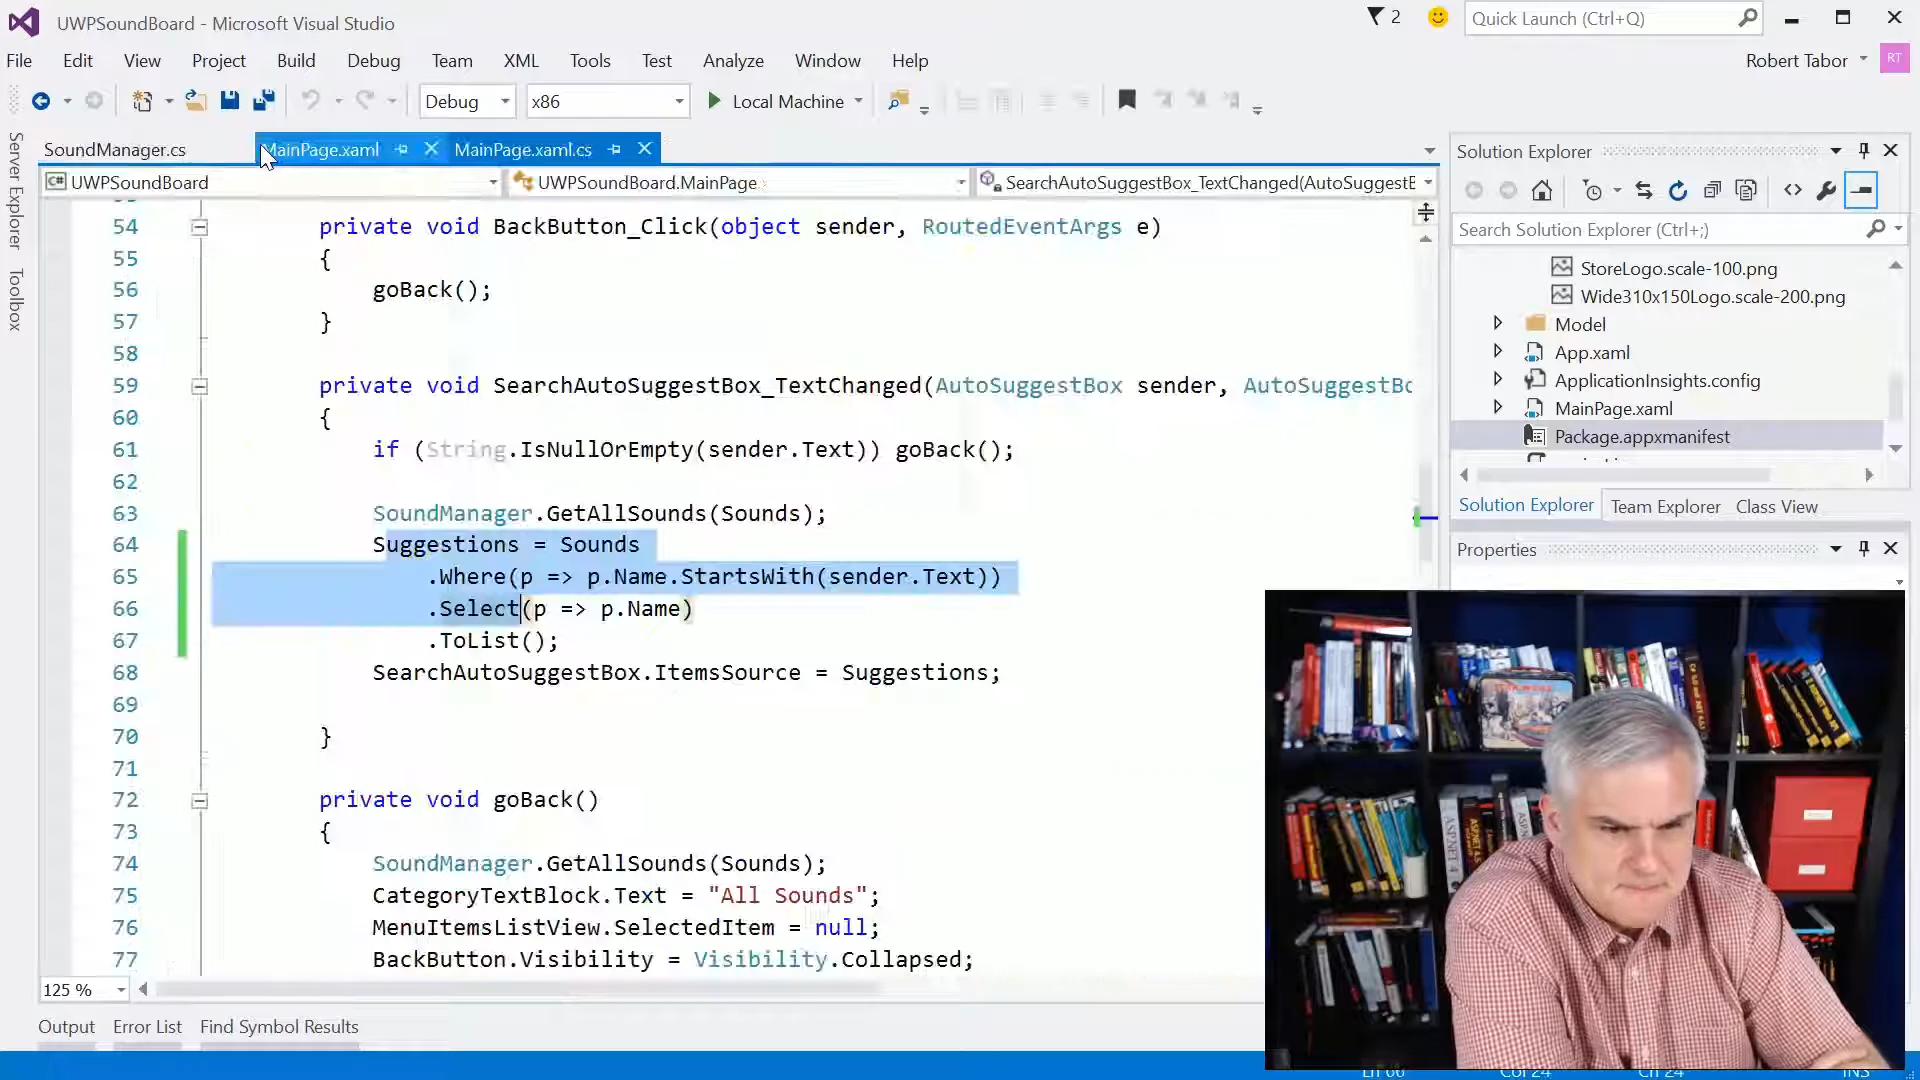 UWPSoundBoard - Microsoft Visual Studio
2
Quick Launch (Ctrl+Q)
File Edit View Project Build Debug Team XML Tools Test Analyze Window Help
Robert Tabor RT
Debug x86 Local Machine
Server Explorer
Toolbox
SoundManager.cs MainPage.xaml MainPage.xaml.cs
C# UWPSoundBoard UWPSoundBoard.MainPage SearchAutoSuggestBox_TextChanged(AutoSuggestE
54 private void BackButton_Click(object sender, RoutedEventArgs e)
55 {
56 goBack();
57 }
58
59 private void SearchAutoSuggestBox_TextChanged(AutoSuggestBox sender, AutoSuggestBo
60 {
61 if (String.IsNullOrEmpty(sender.Text)) goBack();
62
63 SoundManager.GetAllSounds(Sounds);
64 Suggestions = Sounds
65 .Where(p => p.Name.StartsWith(sender.Text))
66 .Select(p => p.Name)
67 .ToList();
68 SearchAutoSuggestBox.ItemsSource = Suggestions;
69
70 }
71
72 private void goBack()
73 {
74 SoundManager.GetAllSounds(Sounds);
75 CategoryTextBlock.Text = "All Sounds";
76 MenuItemsListView.SelectedItem = null;
77 BackButton.Visibility = Visibility.Collapsed;
125 %
Output Error List Find Symbol Results
Solution Explorer
Search Solution Explorer (Ctrl+;)
StoreLogo.scale-100.png
Wide310x150Logo.scale-200.png
Model
App.xaml
ApplicationInsights.config
MainPage.xaml
Package.appxmanifest
Solution Explorer Team Explorer Class View
Properties